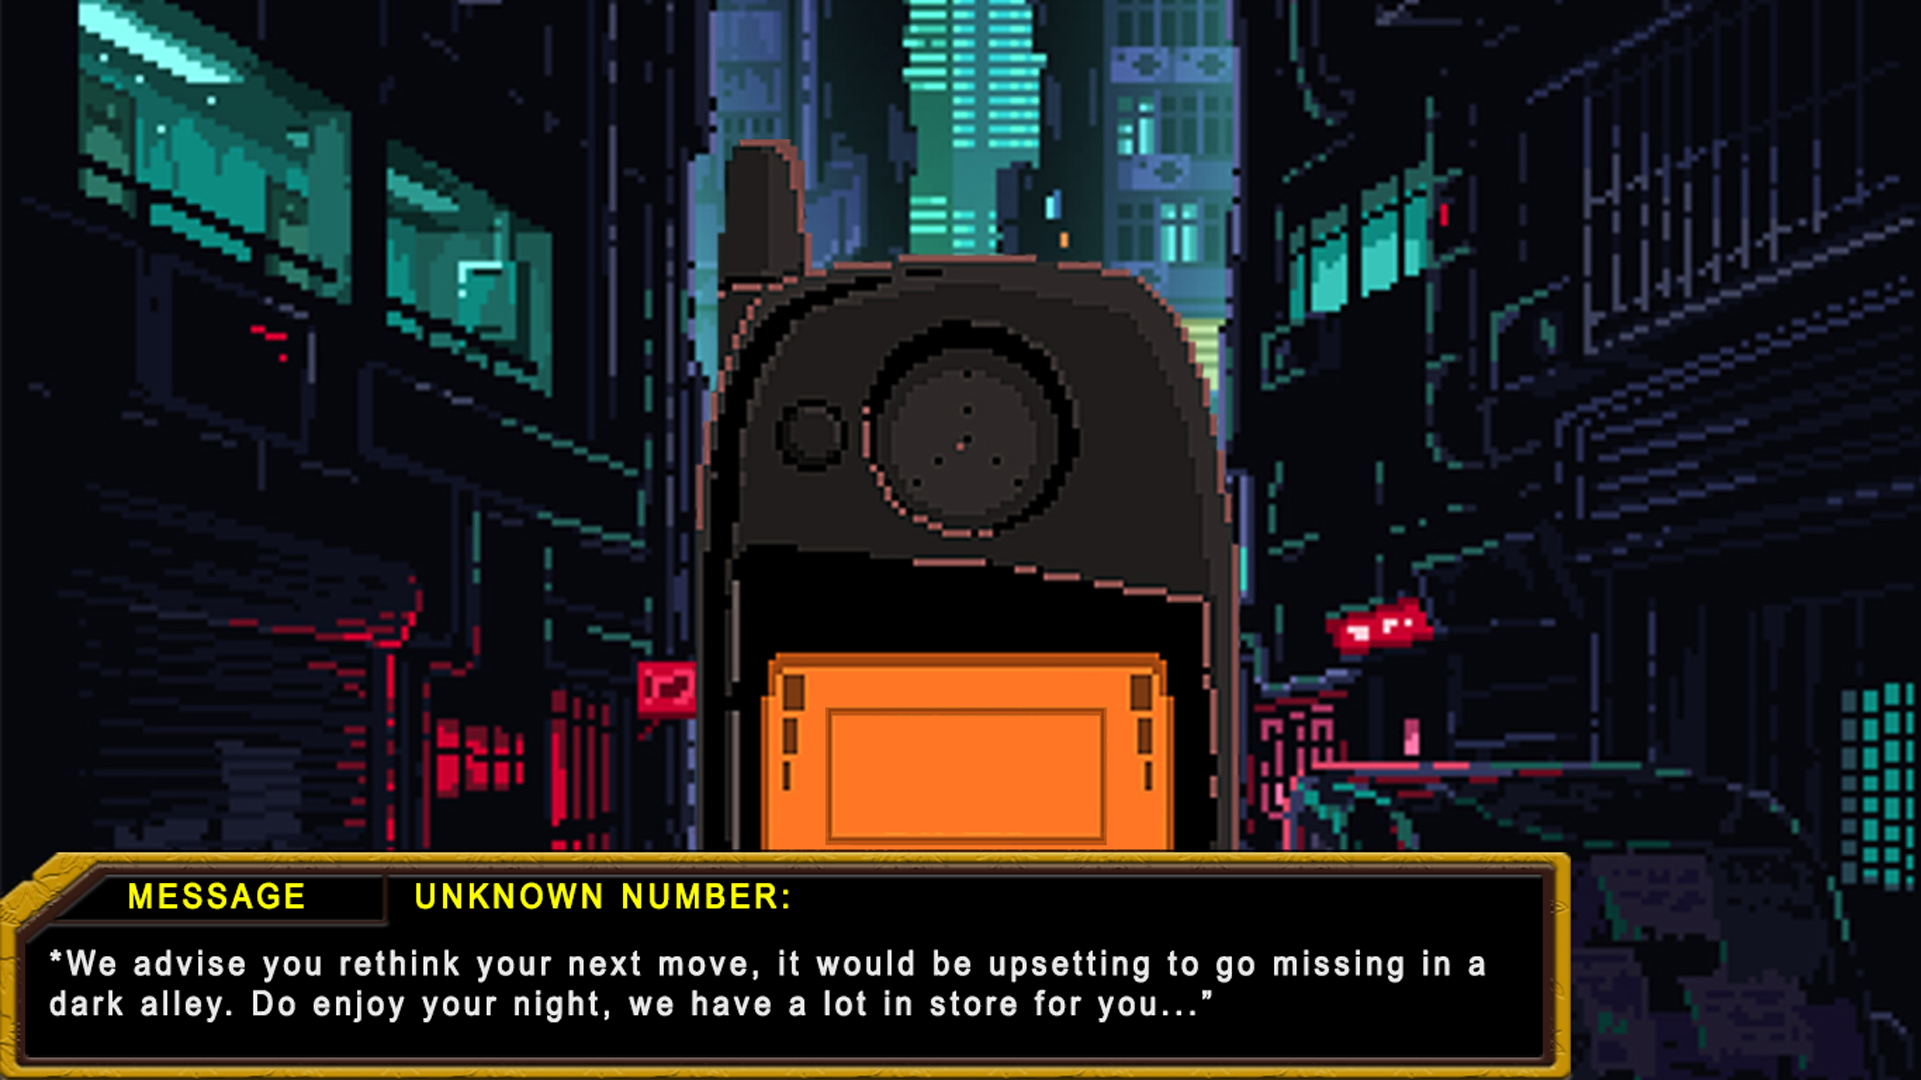 MESSAGE
UNKNOWN NUMBER:
*We advise you rethink your next move, it would be upsetting to go missing in a
dark alley. Do enjoy your night, we have a lot in store for you..."